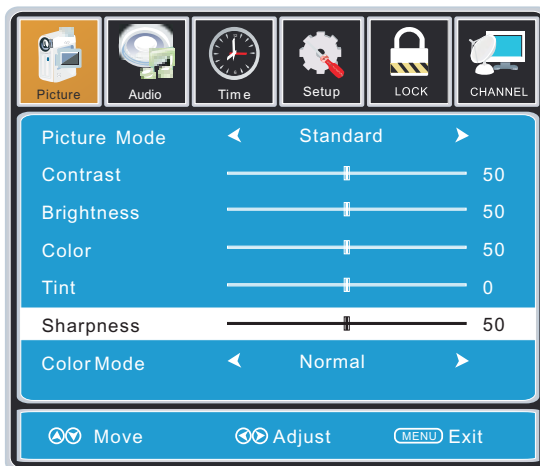 Picture Audio Time Setup LOCK CHANNEL
Picture Mode Standard
Contrast 50
Brightness 50
Color 50
Tint 0
Sharpness 50
Color Mode Normal
Move Adjust MENU Exit